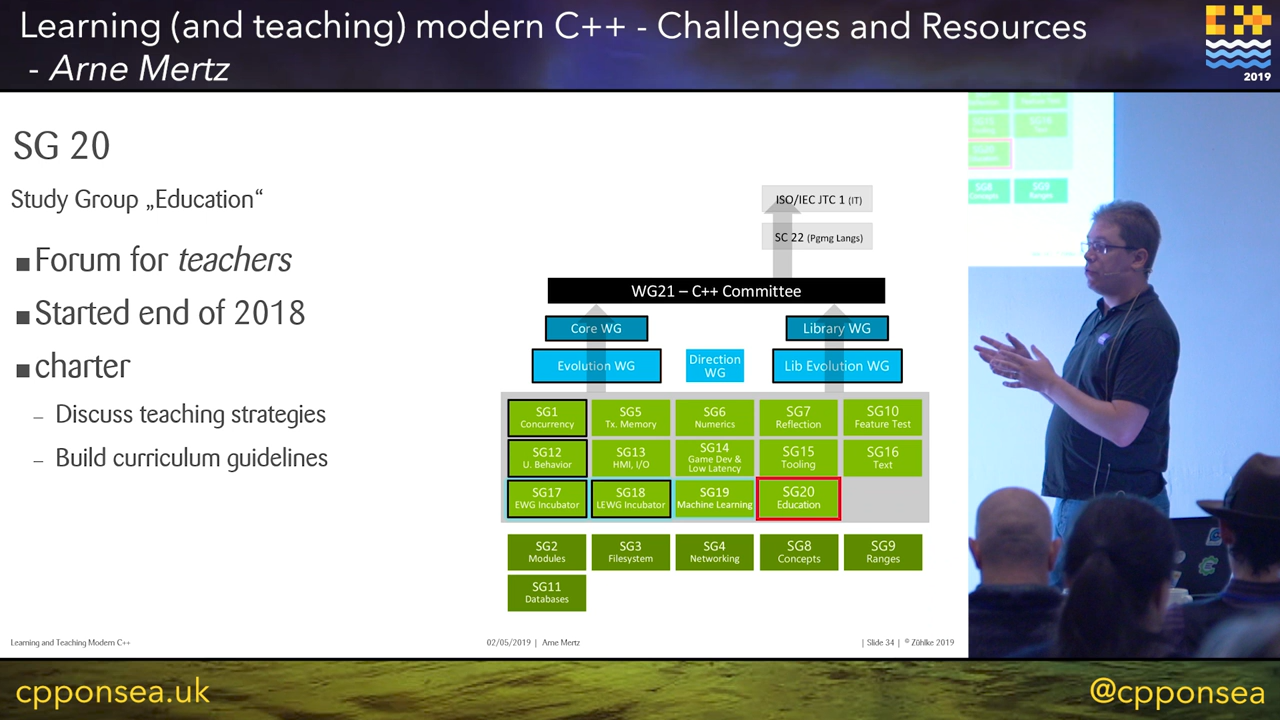 Learning (and teaching) modern C++ - Challenges and Resources
- Arne Mertz
2019
SG 20
Study Group „Education“
Forum for teachers
Started end of 2018
charter
– Discuss teaching strategies
– Build curriculum guidelines
ISO/IEC JTC 1 (IT)
SC 22 (Pgmg Langs)
WG21 – C++ Committee
Core WG
Library WG
Evolution WG
Direction
WG
Lib Evolution WG
SG1
Concurrency
SG5
Tx. Memory
SG6
Numerics
SG7
Reflection
SG10
Feature Test
SG12
U. Behavior
SG13
HMI, I/O
SG14
Game Dev &
Low Latency
SG15
Tooling
SG16
Text
SG17
EWG Incubator
SG18
LEWG Incubator
SG19
Machine Learning
SG20
Education
SG2
Modules
SG3
Filesystem
SG4
Networking
SG8
Concepts
SG9
Ranges
SG11
Databases
Learning and Teaching Modern C++
02/05/2019 | Arne Mertz
| Slide 34 | © Zühlke 2019
SG8
Concepts
SG9
Ranges
cpponsea.uk
@cpponsea